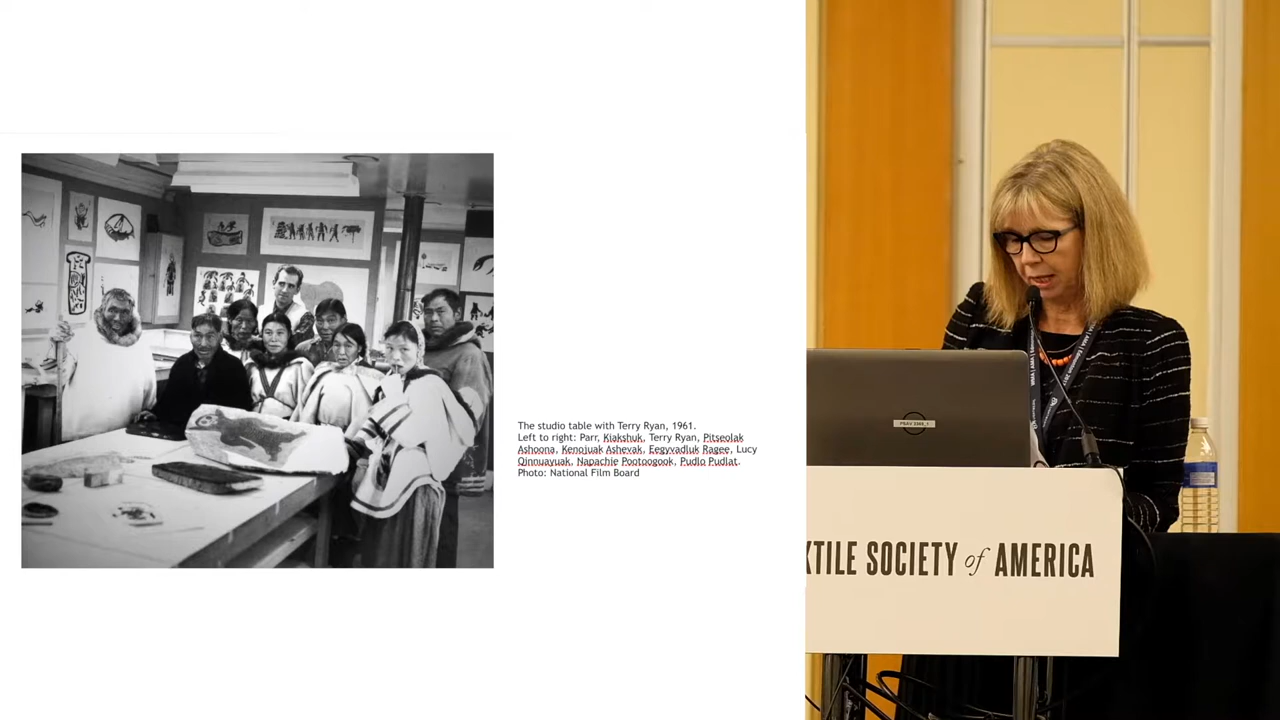 The studio table with Terry Ryan, 1961.
Left to right: Parr, Kiakshuk, Terry Ryan, Pitseolak
Ashoona, Kenojuak Ashevak, Eegyvadluk Ragee, Lucy
Qinnuayuak, Napachie Pootoogook, Pudlo Pudlat.
Photo: National Film Board
XTILE SOCIETY of AMERICA